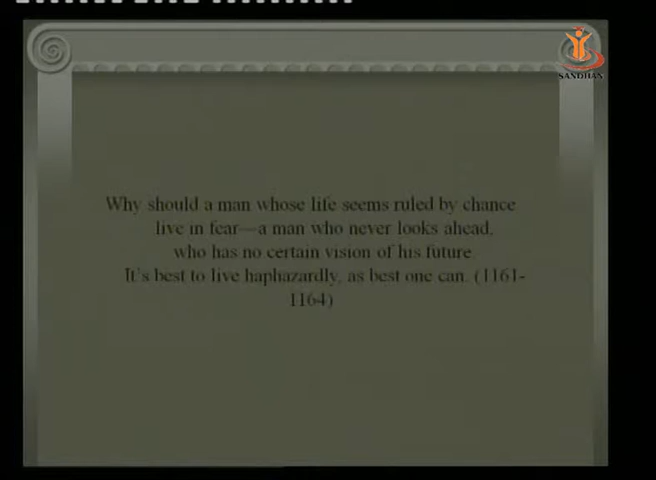 SANDHAN
Why should a man whose life seems ruled by chance
live in fear—a man who never looks ahead,
who has no certain vision of his future.
It's best to live haphazardly, as best one can. (1161-
1164)